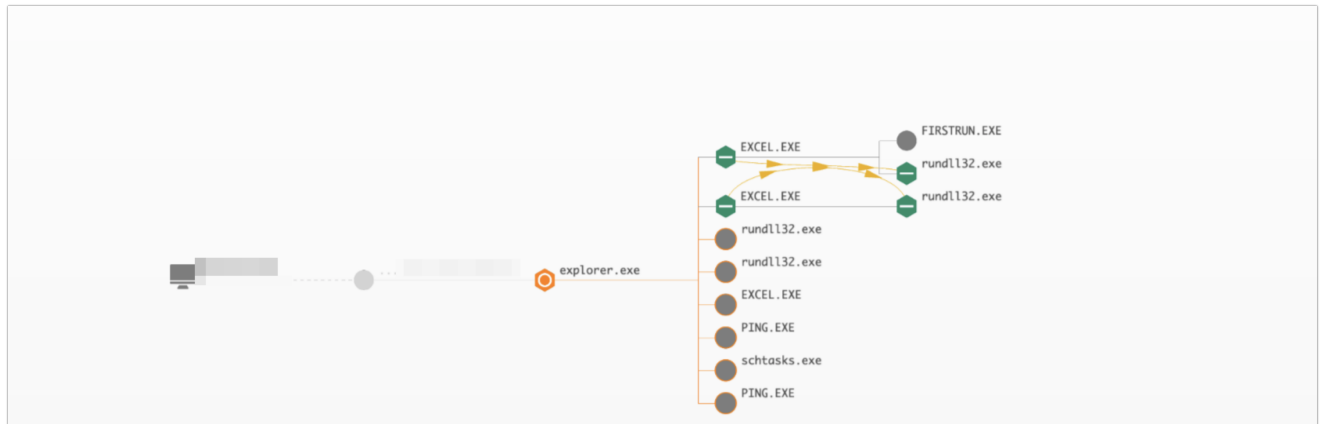 FIRSTRUN.EXE
EXCEL.EXE
rundll32.exe
EXCEL.EXE
rundll32.exe
rundll32.exe
rundll32.exe
explorer.exe
EXCEL.EXE
PING.EXE
schtasks.exe
PING.EXE